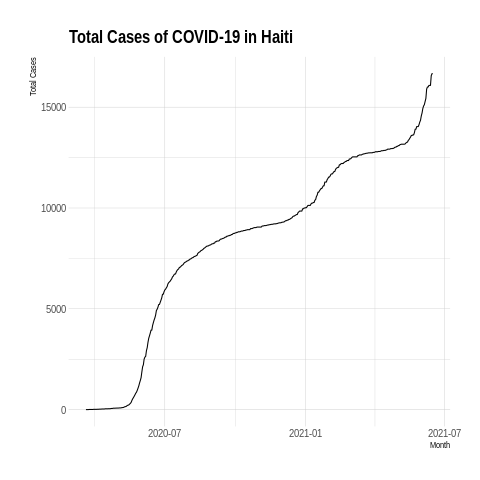 Total Cases of COVID-19 in Haiti
Total Cases
15000
10000
5000
0
2020-07
2021-01
2021-07
Month